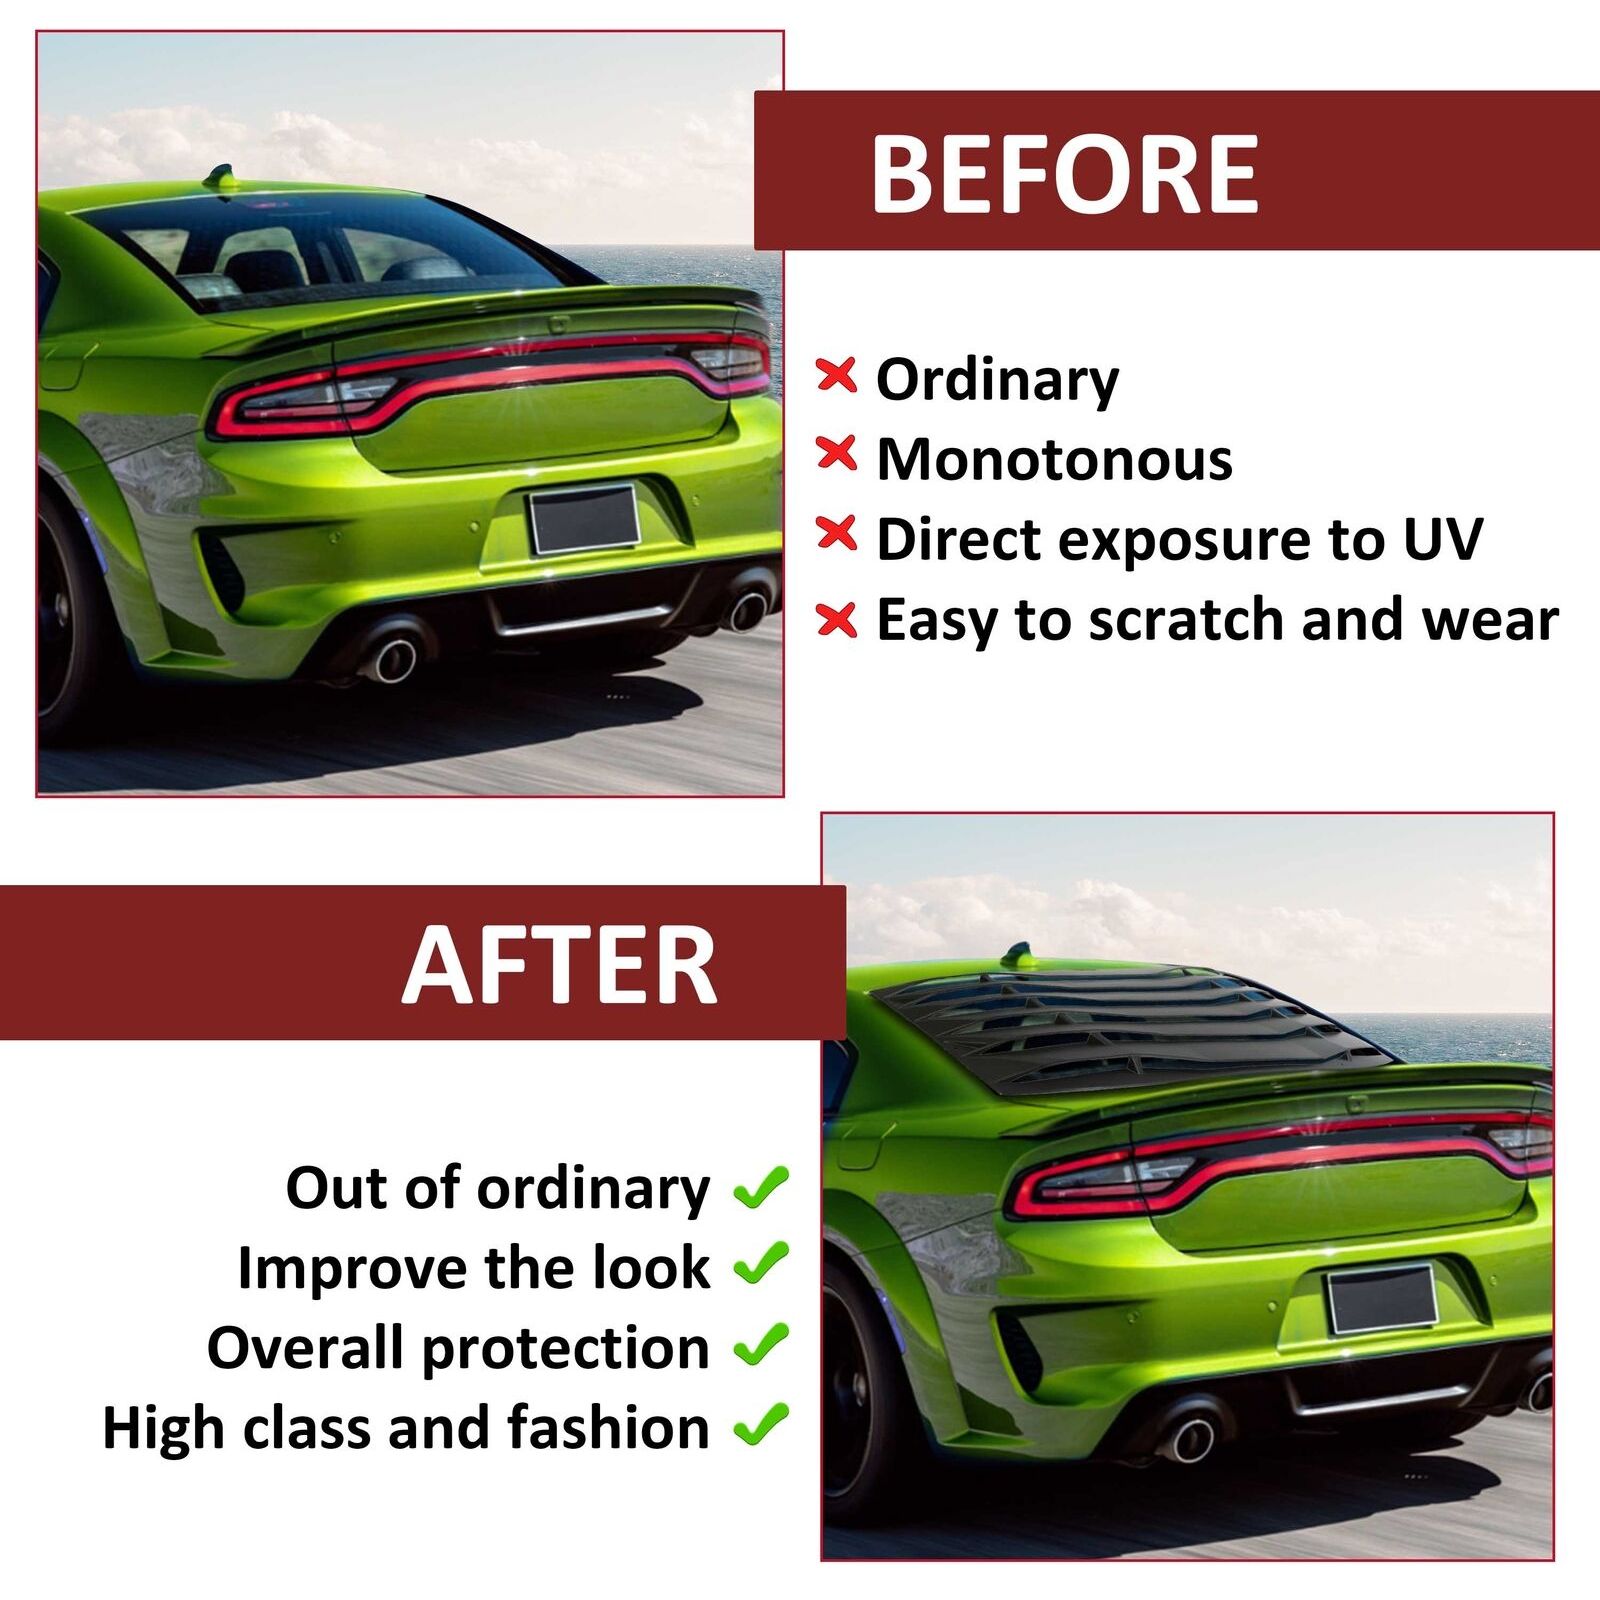 BEFORE
Ordinary
Monotonous
Direct exposure to UV
Easy to scratch and wear
AFTER
Out of ordinary
Improve the look
Overall protection
High class and fashion